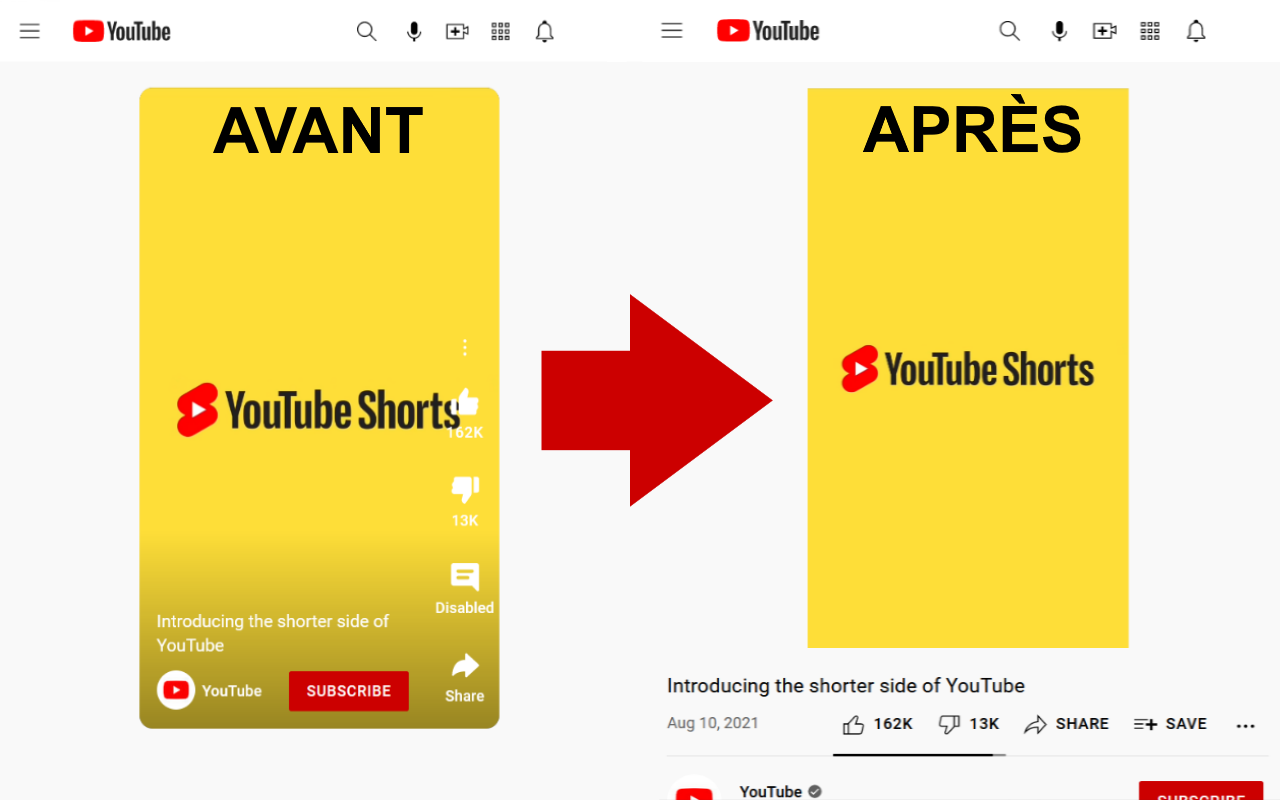 YouTube
AVANT
YouTube Shorts
162K
13K
Disabled
Introducing the shorter side of
YouTube
YouTube
SUBSCRIBE
Share
YouTube
APRÈS
YouTube Shorts
Introducing the shorter side of YouTube
Aug 10, 2021
162K
13K
SHARE
SAVE
YouTube
SUBSCRIBE